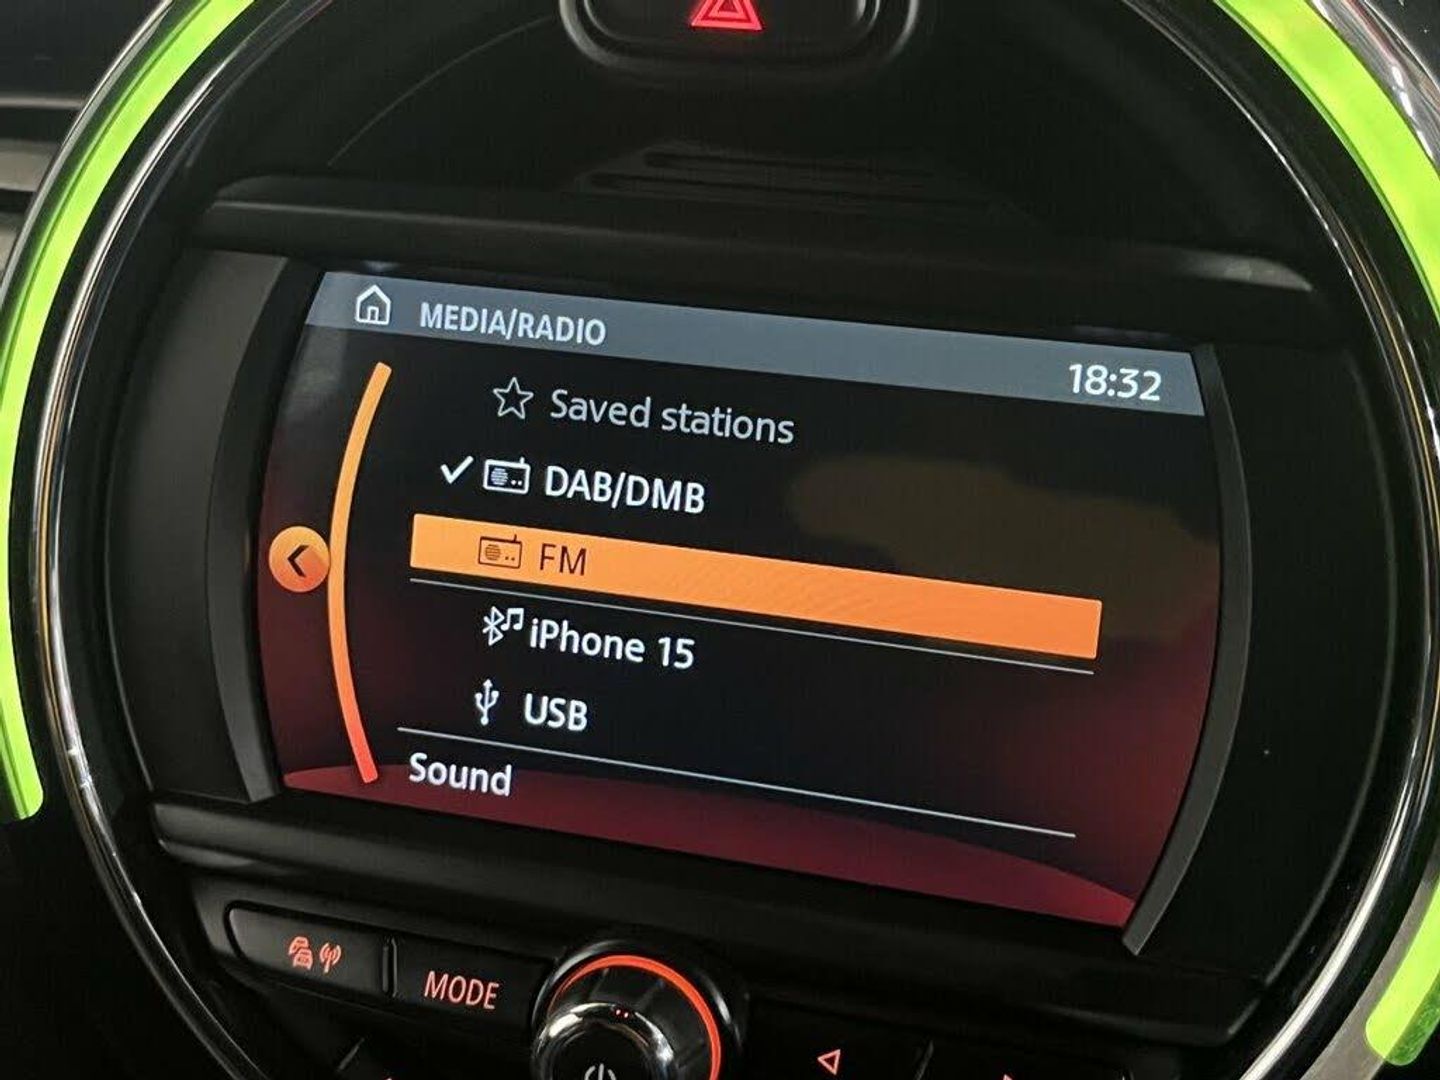 MEDIA/RADIO
18:32
Saved stations
DAB/DMB
FM
iPhone 15
USB
Sound
MODE